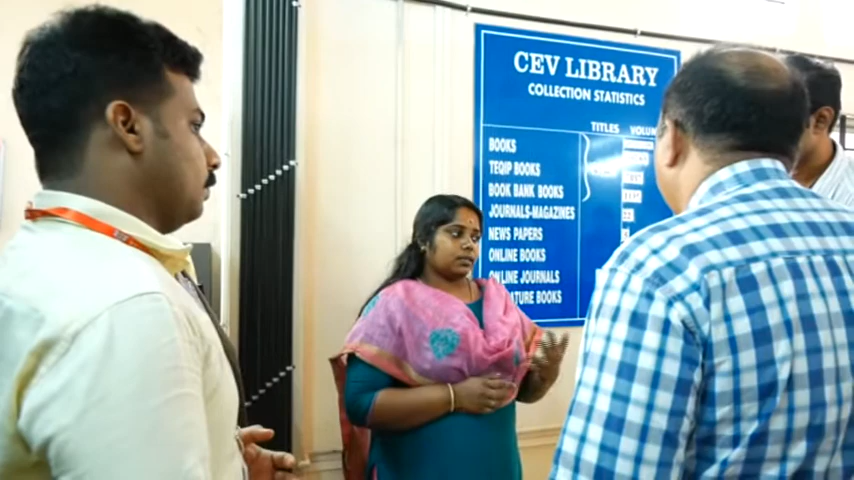 CEV LIBRARY
COLLECTION STATISTICS
TITLES
BOOKS
TEQIP BOOKS
BOOK BANK BOOKS
JOURNALS-MAGAZINES
NEWS PAPERS
ONLINE BOOKS
ONLINE JOURNALS
BOOKS